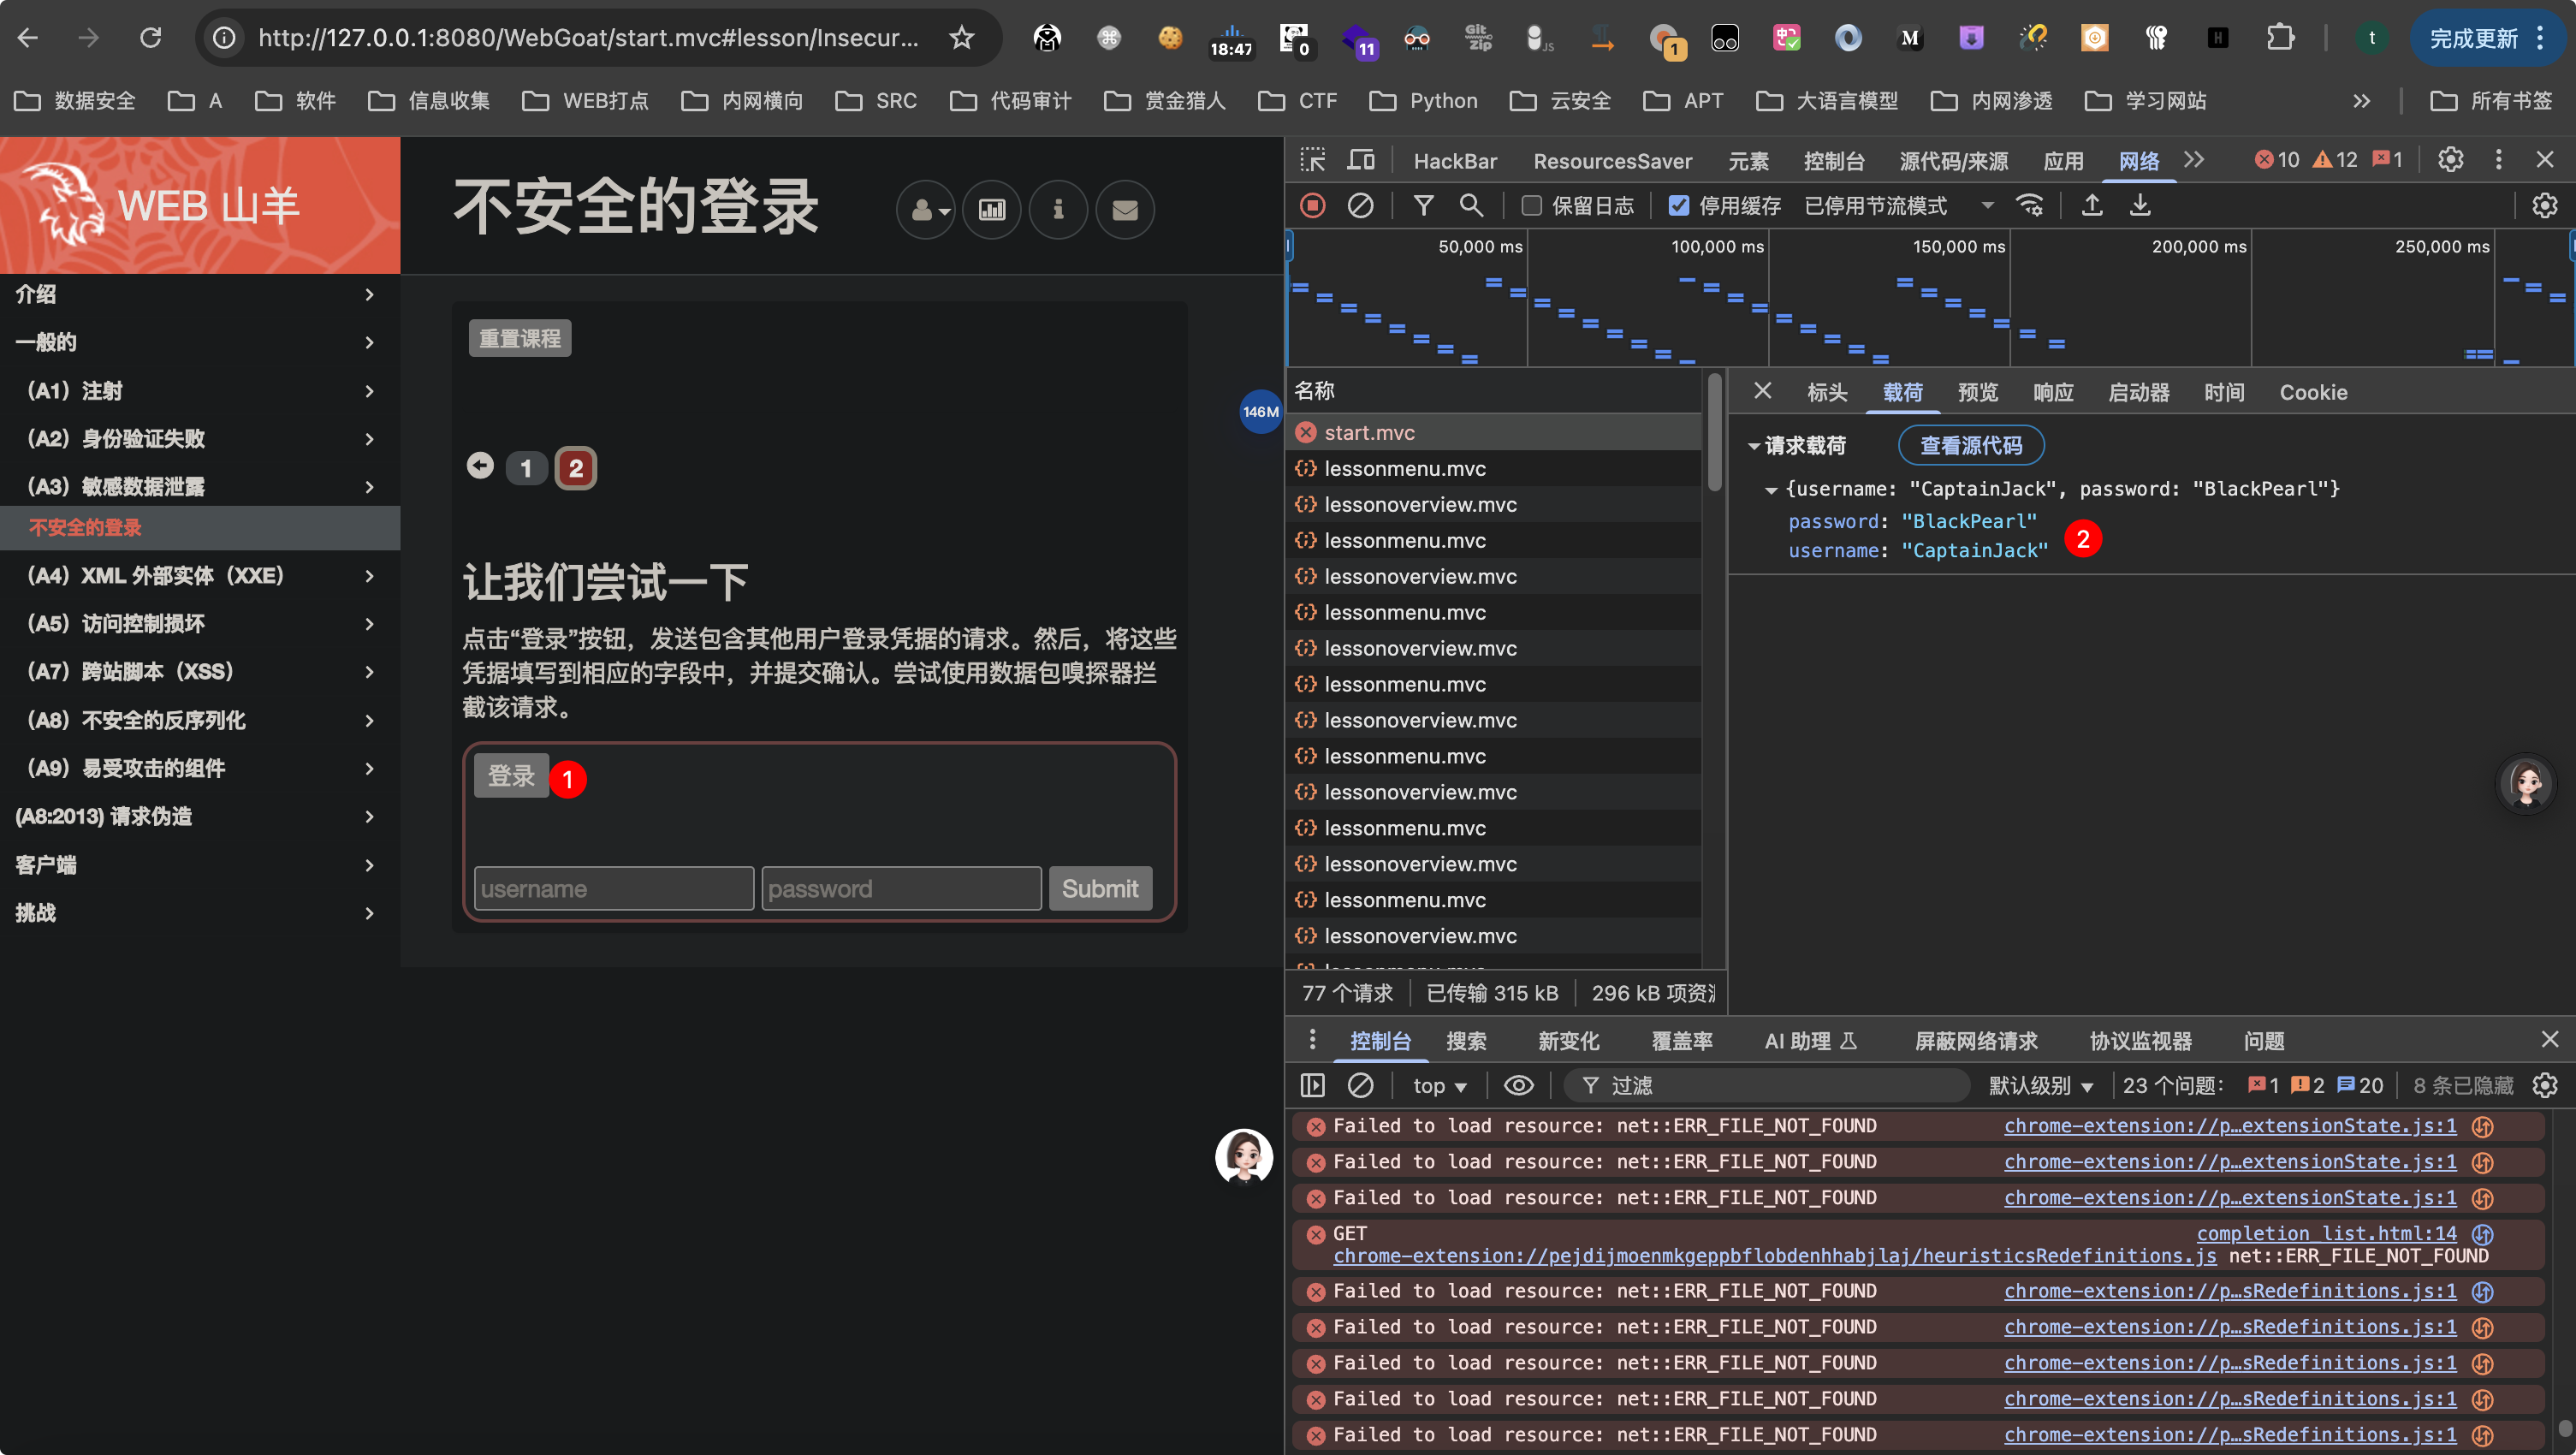 http://127.0.0.1:8080/WebGoat/start.mvc#lesson/Insecur...
18:47
0
11
Git
Zip
JS
1
M
H
t
完成更新
数据安全
A
软件
信息收集
WEB打点
内网横向
SRC
代码审计
赏金猎人
CTF
Python
云安全
APT
大语言模型
内网渗透
学习网站
所有书签
WEB 山羊
介绍
一般的
（A1）注射
（A2）身份验证失败
（A3）敏感数据泄露
不安全的登录
（A4）XML 外部实体（XXE）
（A5）访问控制损坏
（A7）跨站脚本（XSS）
（A8）不安全的反序列化
（A9）易受攻击的组件
(A8:2013) 请求伪造
客户端
挑战
不安全的登录
重置课程
146M
1
2
让我们尝试一下
点击“登录”按钮，发送包含其他用户登录凭据的请求。然后，将这些
凭据填写到相应的字段中，并提交确认。尝试使用数据包嗅探器拦
截该请求。
登录
1
username
password
Submit
HackBar
ResourcesSaver
元素
控制台
源代码/来源
应用
网络
10
12
1
保留日志
停用缓存
已停用节流模式
50,000 ms
100,000 ms
150,000 ms
200,000 ms
250,000 ms
名称
start.mvc
lessonmenu.mvc
lessonoverview.mvc
lessonmenu.mvc
lessonoverview.mvc
lessonmenu.mvc
lessonoverview.mvc
lessonmenu.mvc
lessonoverview.mvc
lessonmenu.mvc
lessonoverview.mvc
lessonmenu.mvc
lessonoverview.mvc
lessonmenu.mvc
lessonoverview.mvc
77 个请求
已传输 315 kB
296 kB 项资
标头
载荷
预览
响应
启动器
时间
Cookie
请求载荷
查看源代码
{username: "CaptainJack", password: "BlackPearl"}
password: "BlackPearl"
username: "CaptainJack"
2
控制台
搜索
新变化
覆盖率
AI 助理
屏蔽网络请求
协议监视器
问题
top
过滤
默认级别
23 个问题：
1
2
20
8 条已隐藏
Failed to load resource: net::ERR_FILE_NOT_FOUND chrome-extension://p…extensionState.js:1
Failed to load resource: net::ERR_FILE_NOT_FOUND chrome-extension://p…extensionState.js:1
Failed to load resource: net::ERR_FILE_NOT_FOUND chrome-extension://p…extensionState.js:1
GET completion_list.html:14
chrome-extension://pejdijmoenmkgeppbflobdenhhabjlaj/heuristicsRedefinitions.js net::ERR_FILE_NOT_FOUND
Failed to load resource: net::ERR_FILE_NOT_FOUND chrome-extension://p…sRedefinitions.js:1
Failed to load resource: net::ERR_FILE_NOT_FOUND chrome-extension://p…sRedefinitions.js:1
Failed to load resource: net::ERR_FILE_NOT_FOUND chrome-extension://p…sRedefinitions.js:1
Failed to load resource: net::ERR_FILE_NOT_FOUND chrome-extension://p…sRedefinitions.js:1
Failed to load resource: net::ERR_FILE_NOT_FOUND chrome-extension://p…sRedefinitions.js:1